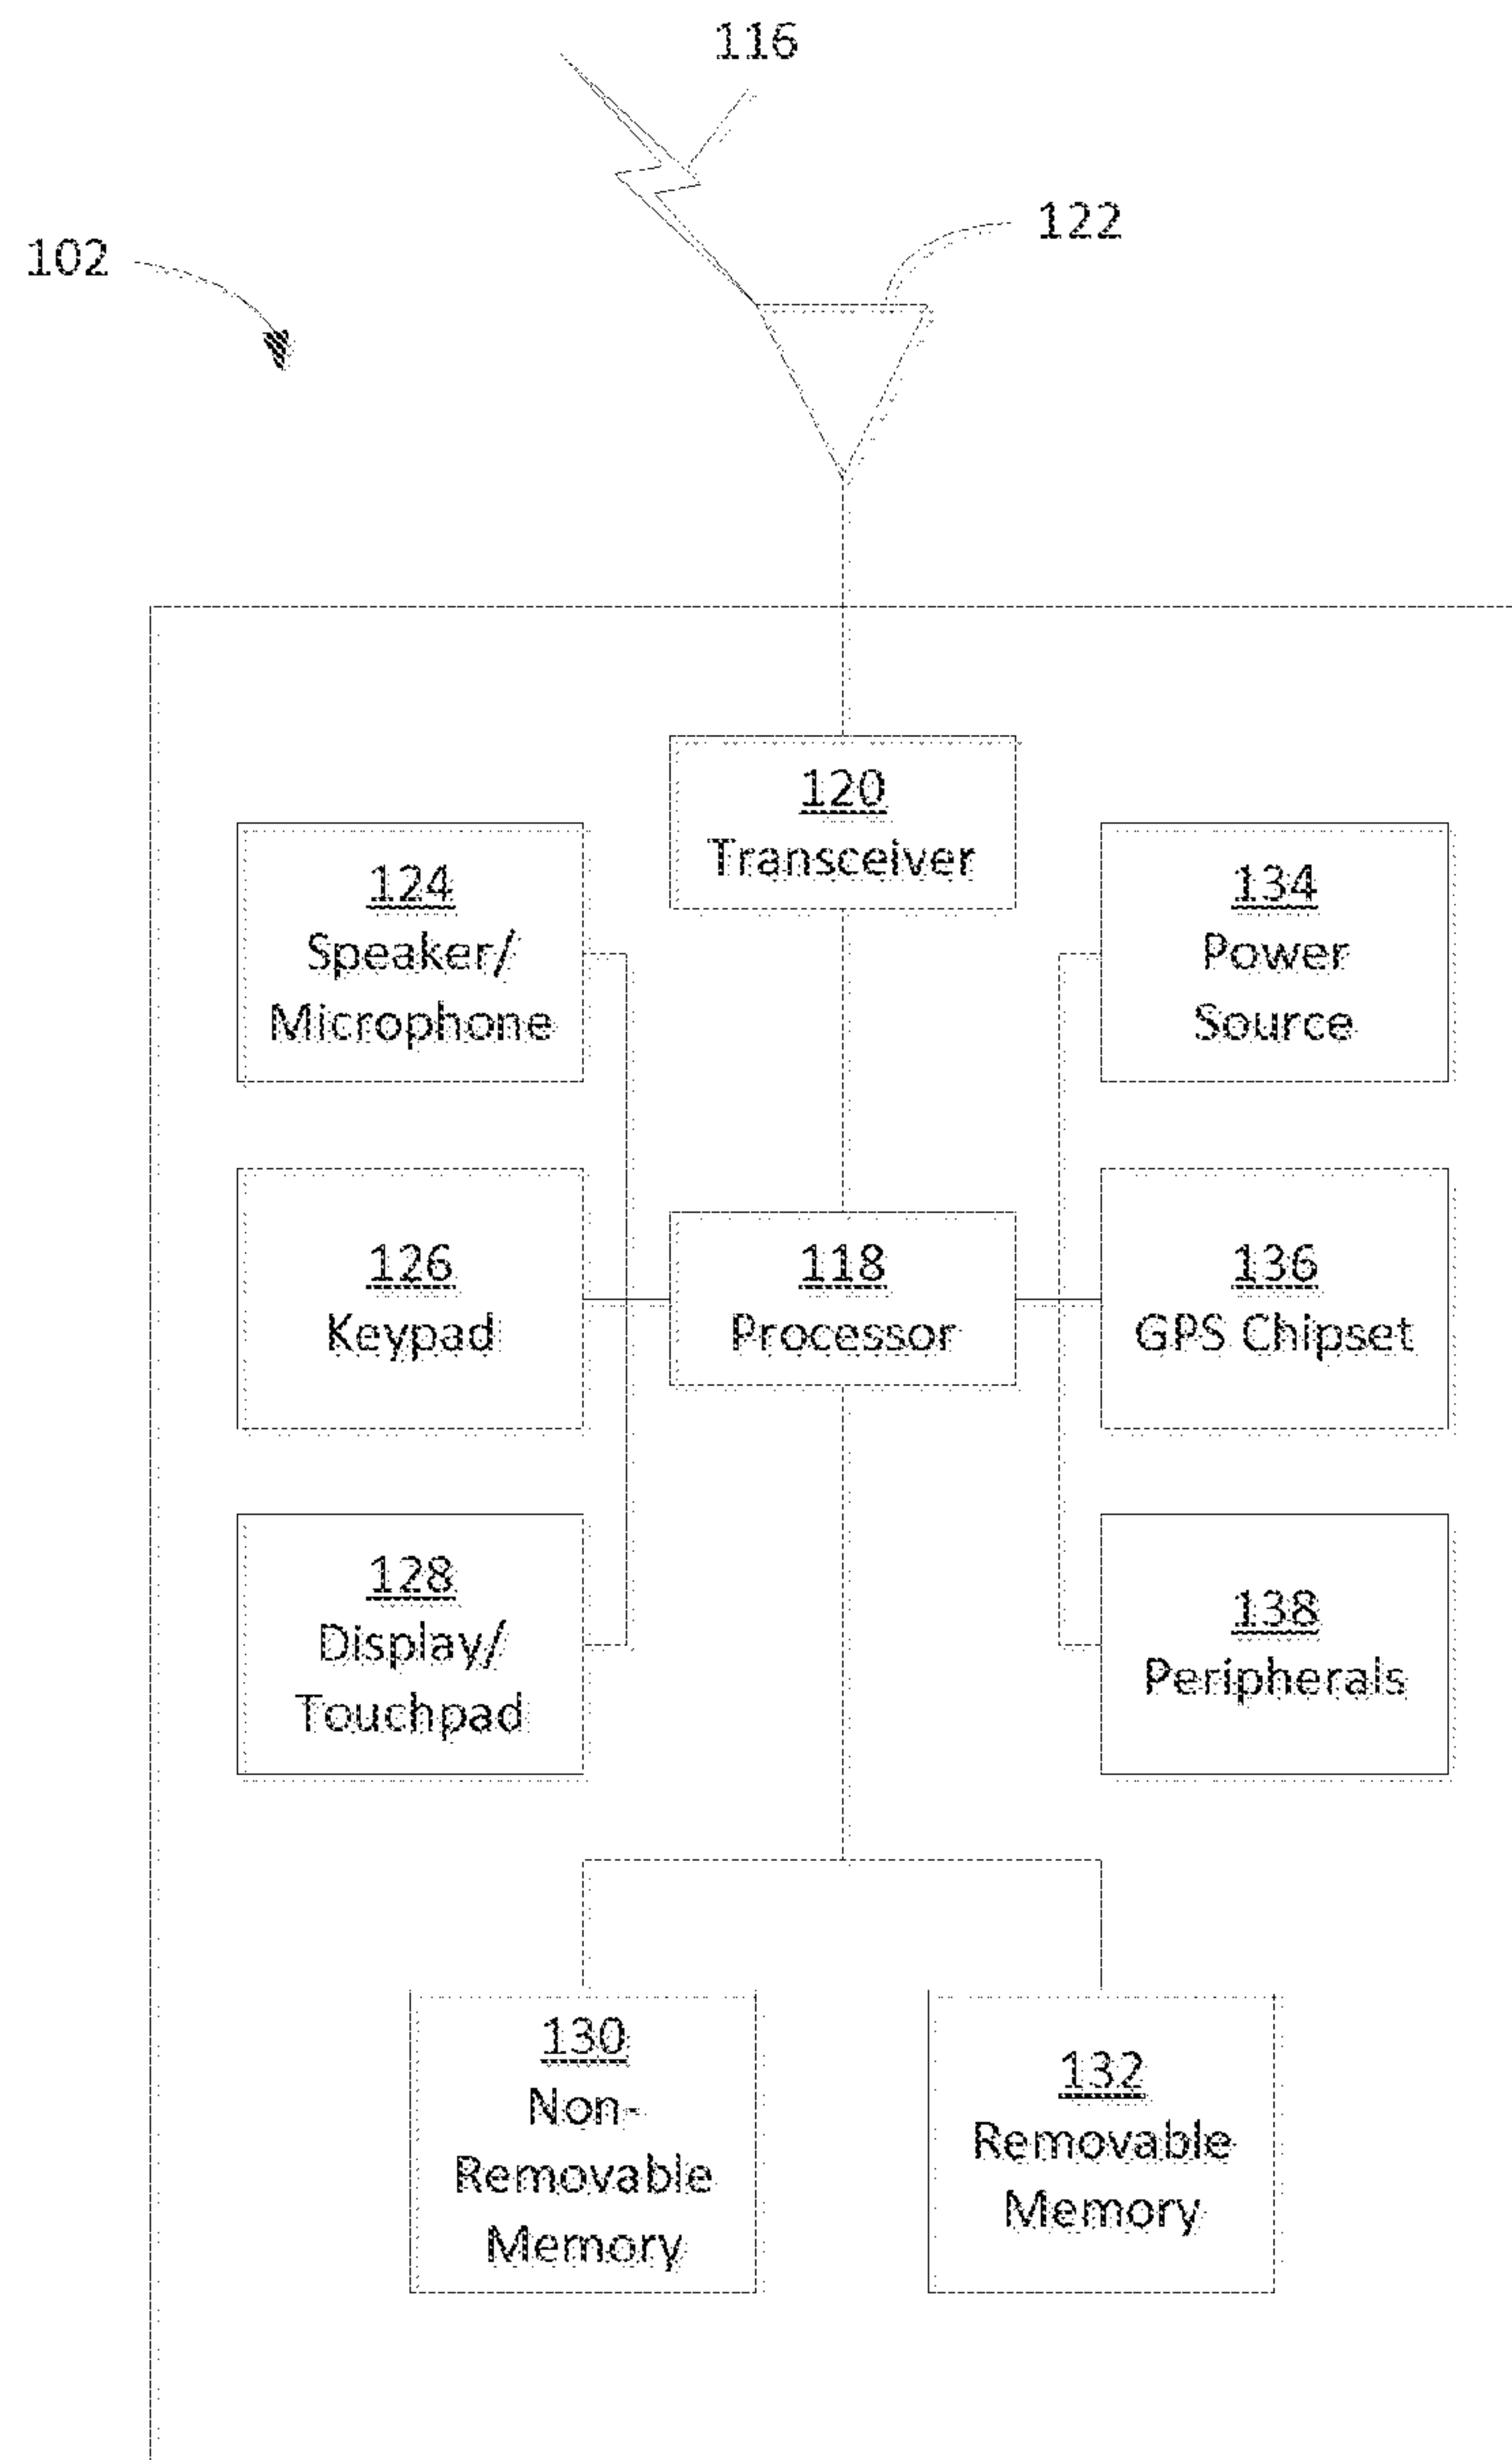 116
122
102
120
Transceiver
124
Speaker/
Microphone
134
Power
Source
126
Keypad
118
Processor
136
GPS Chipset
128
Display/
Touchpad
138
Peripherals
130
Non-
Removable
Memory
132
Removable
Memory